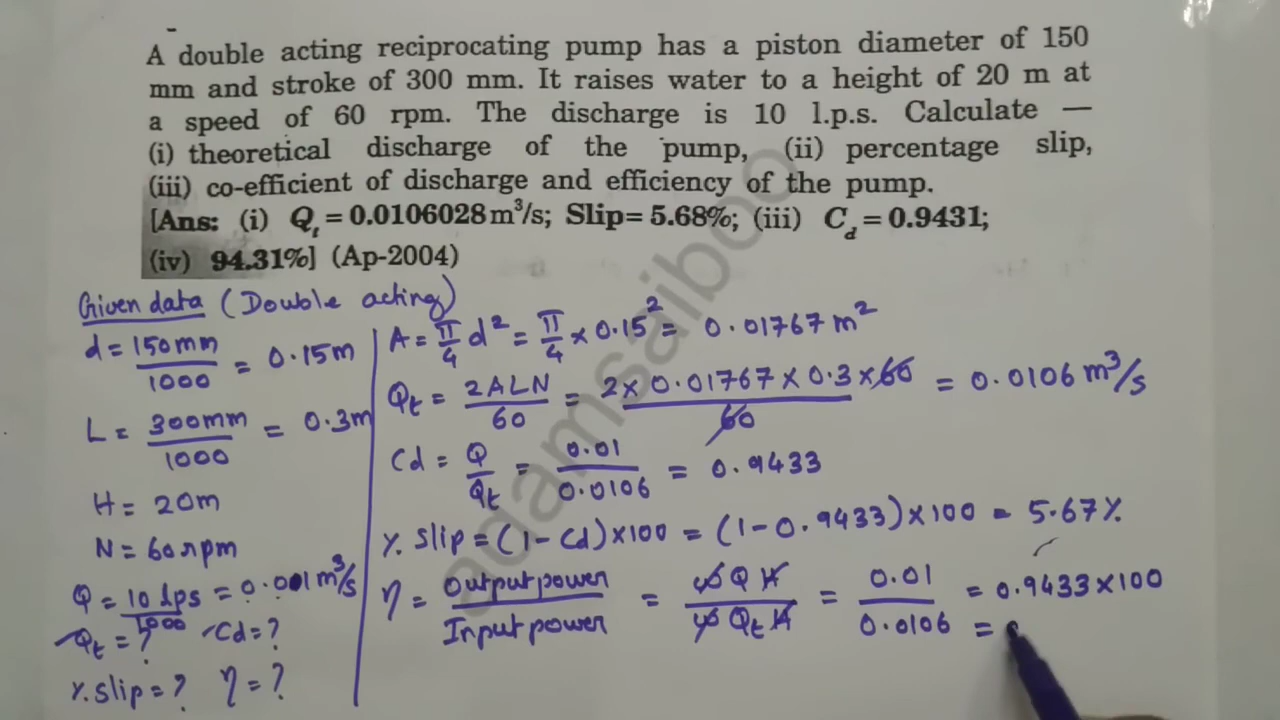 A double acting reciprocating pump has a piston diameter of 150
mm and stroke of 300 mm. It raises water to a height of 20 m at
a speed of 60 rpm. The discharge is 10 l.p.s. Calculate —
(i) theoretical discharge of the pump, (ii) percentage slip,
(iii) co-efficient of discharge and efficiency of the pump.
[Ans: (i) Qt = 0.0106028 m³/s; Slip= 5.68%; (iii) Cd = 0.9431;
(iv) 94.31%] (Ap-2004)
Given data (Double acting)
d = 150mm / 1000 = 0.15m
L = 300mm / 1000 = 0.3m
H = 20m
N = 60rpm
Q = 10 lps / 1000 = 0.001 m³/s
Qt = ? Cd = ?
%. slip = ? η = ?
A = π/4 d² = π/4 × 0.15² = 0.01767 m²
Qt = 2ALN / 60 = 2 × 0.01767 × 0.3 × 60 / 60 = 0.0106 m³/s
Cd = Q / Qt = 0.01 / 0.0106 = 0.9433
%. slip = (1 - Cd) × 100 = (1 - 0.9433) × 100 = 5.67%
η = Output power / Input power = ω Q H / ω Qt H = 0.01 / 0.0106 = 0.9433 × 100
=
adamsaiboo